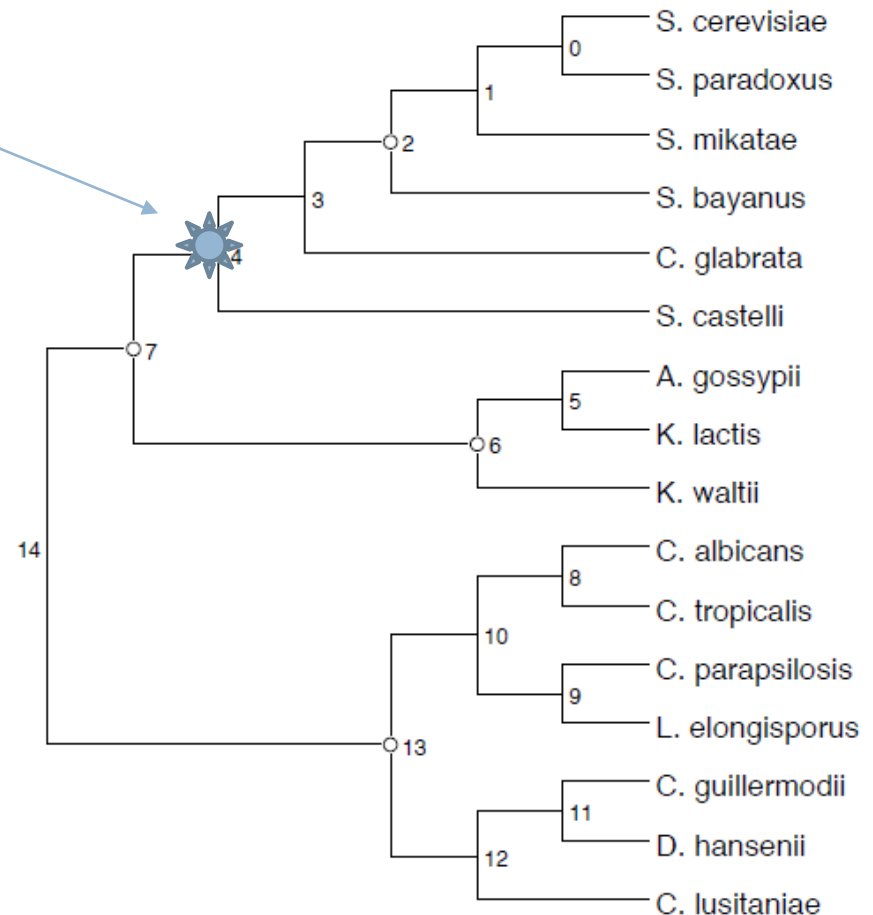 S. cerevisiae
0
S. paradoxus
1
S. mikatae
2
S. bayanus
3
C. glabrata
4
S. castelli
7
A. gossypii
5
K. lactis
6
K. waltii
14
C. albicans
8
C. tropicalis
10
C. parapsilosis
9
L. elongisporus
13
C. guillermodii
11
D. hansenii
12
C. lusitaniae